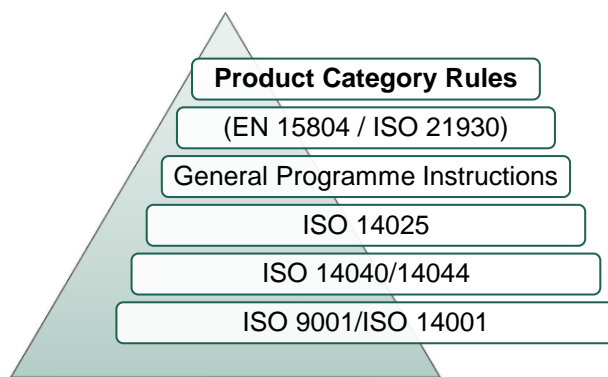 Product Category Rules
(EN 15804 / ISO 21930)
General Programme Instructions
ISO 14025
ISO 14040/14044
ISO 9001/ISO 14001